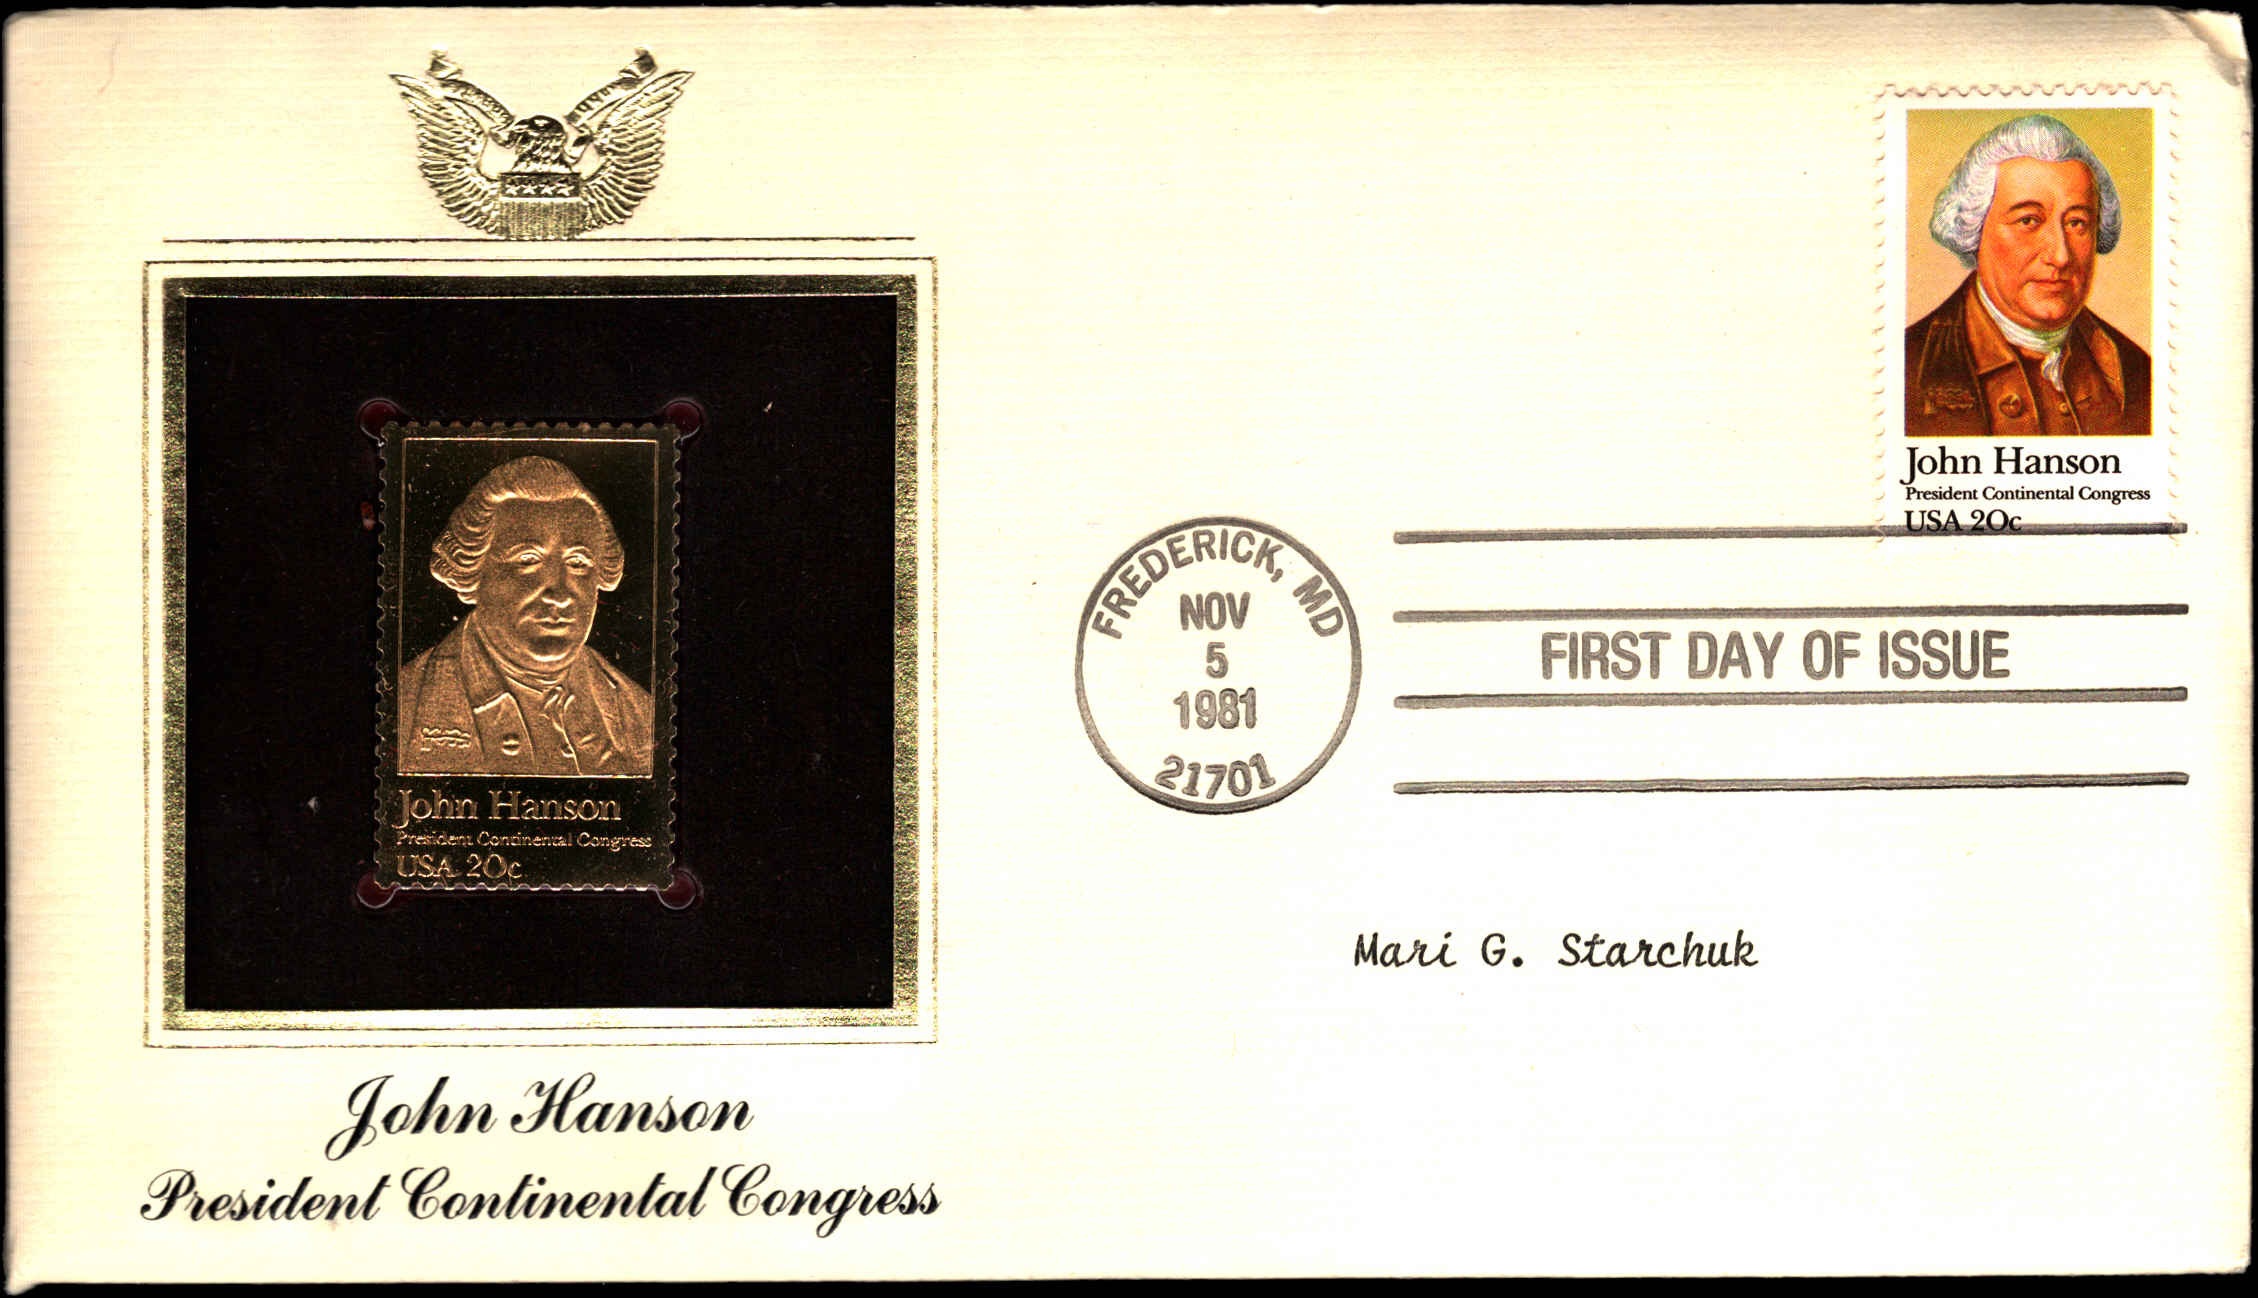 John Hanson
President Continental Congress
USA 20c
John Hanson
President Continental Congress
USA 20c
FREDERICK, MD
NOV
5
1981
21701
FIRST DAY OF ISSUE
Mari G. Starchuk
John Hanson
President Continental Congress